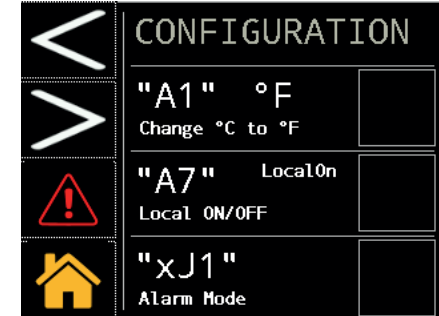 CONFIGURATION
"A1" °F
Change °C to °F
"A7" LocalOn
Local ON/OFF
"xJ1"
Alarm Mode